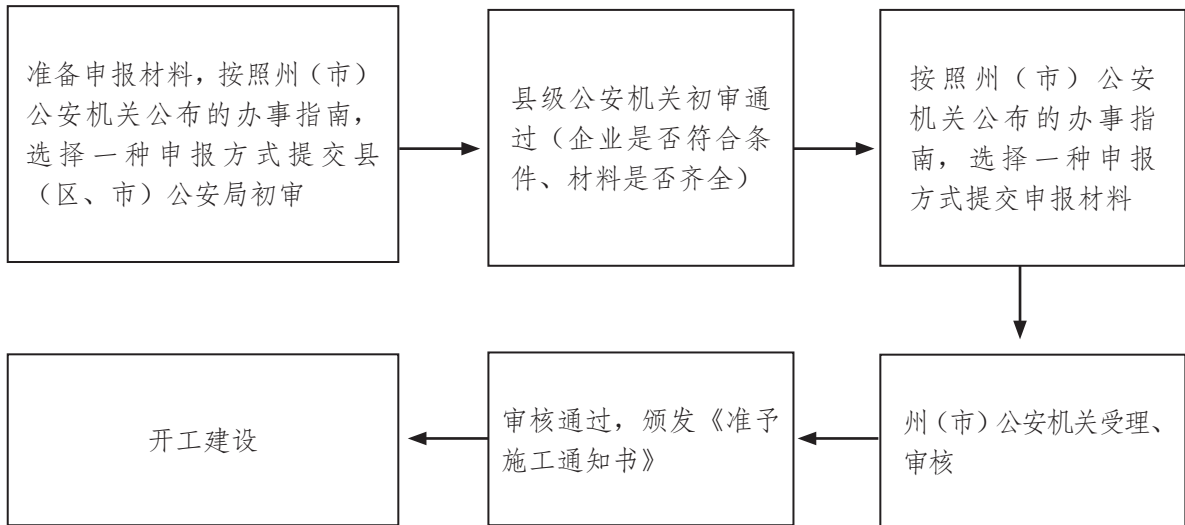 准备申报材料，按照州（市）
公安机关公布的办事指南，
选择一种申报方式提交县
（区、市）公安局初审
县级公安机关初审通
过（企业是否符合条
件、材料是否齐全）
按照州（市）公安
机关公布的办事指
南，选择一种申报
方式提交申报材料
州（市）公安机关受理、
审核
审核通过，颁发《准予
施工通知书》
开工建设